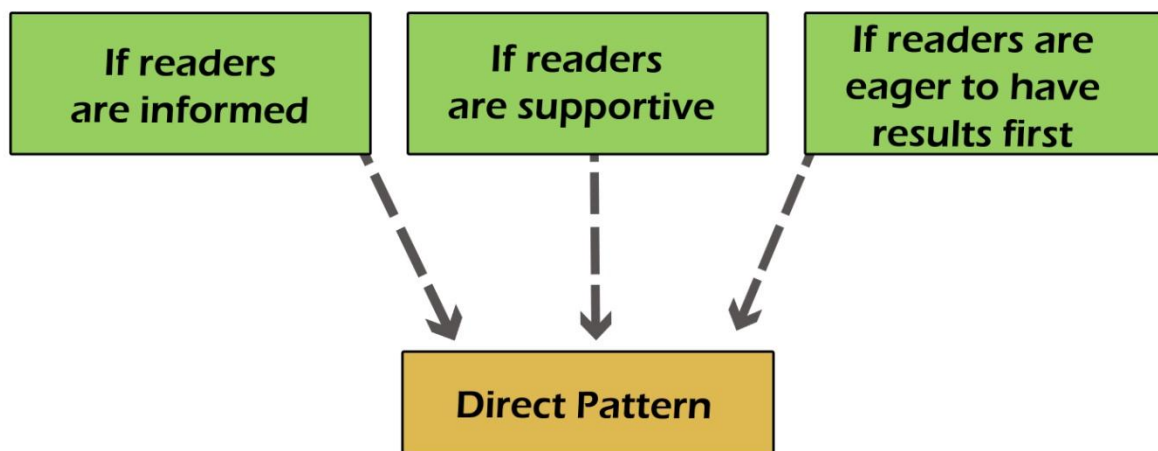 If readers
are informed
If readers
are supportive
If readers are
eager to have
results first
Direct Pattern